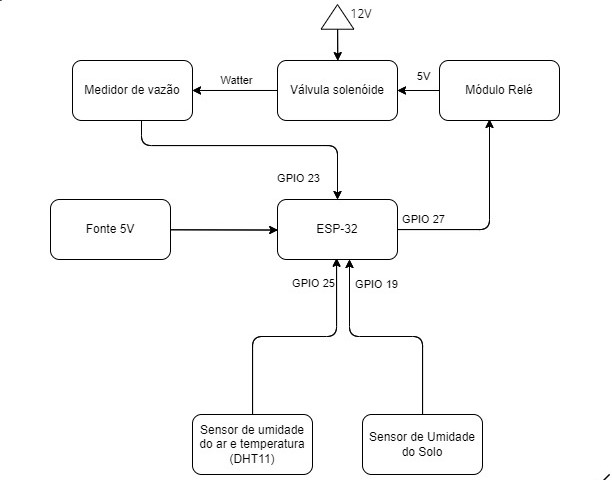 12V
Medidor de vazão
Watter
Válvula solenóide
5V
Módulo Relé
GPIO 23
Fonte 5V
ESP-32
GPIO 27
GPIO 25
GPIO 19
Sensor de umidade
do ar e temperatura
(DHT11)
Sensor de Umidade
do Solo